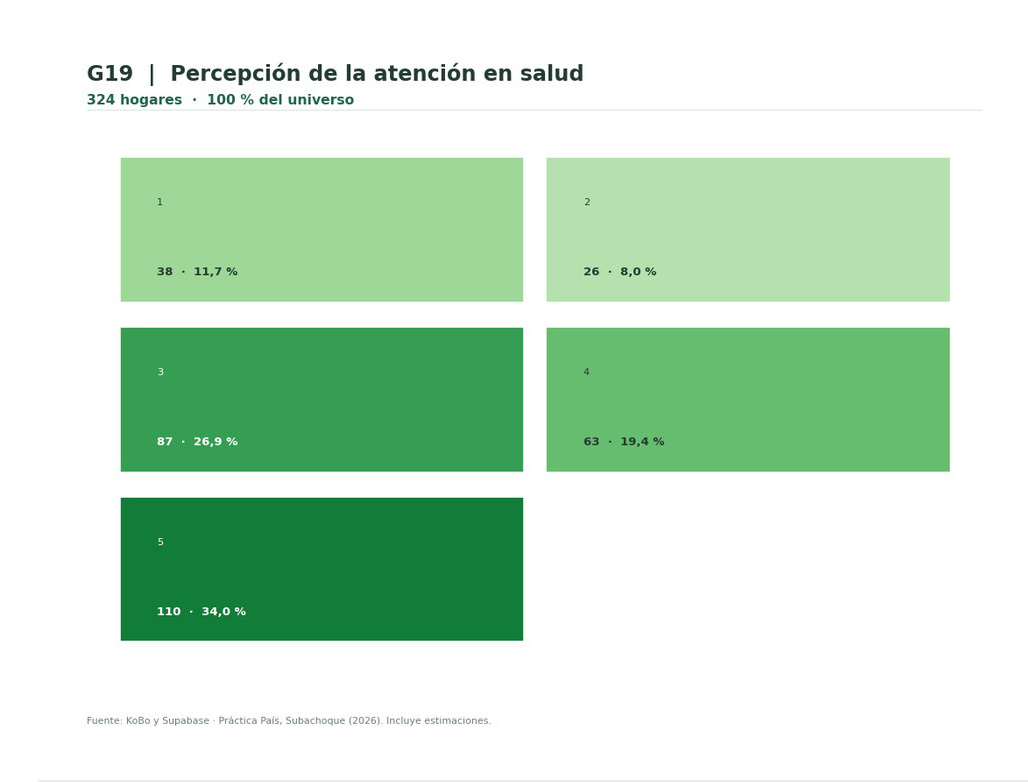 G19 | Percepción de la atención en salud
324 hogares · 100 % del universo
1
38 · 11,7 %
2
26 · 8,0 %
3
87 · 26,9 %
4
63 · 19,4 %
5
110 · 34,0 %
Fuente: KoBo y Supabase · Práctica País, Subachoque (2026). Incluye estimaciones.